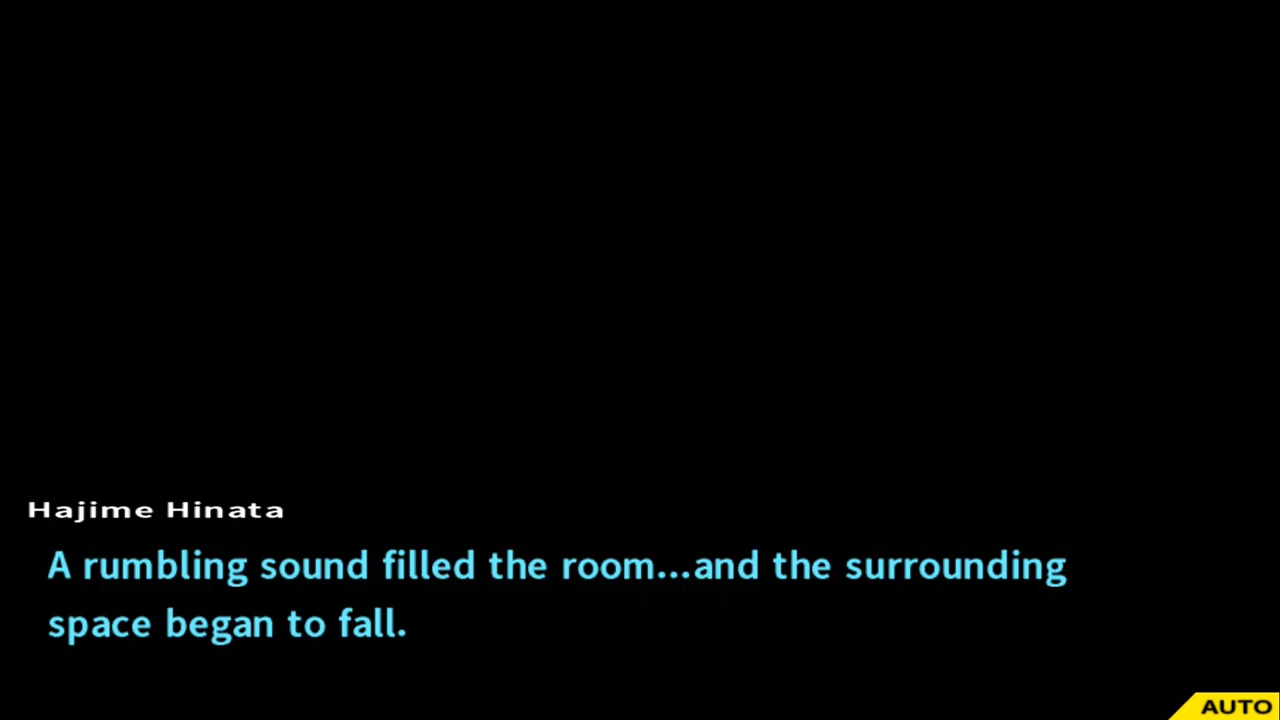 Hajime Hinata
A rumbling sound filled the room...and the surrounding
space began to fall.
AUTO